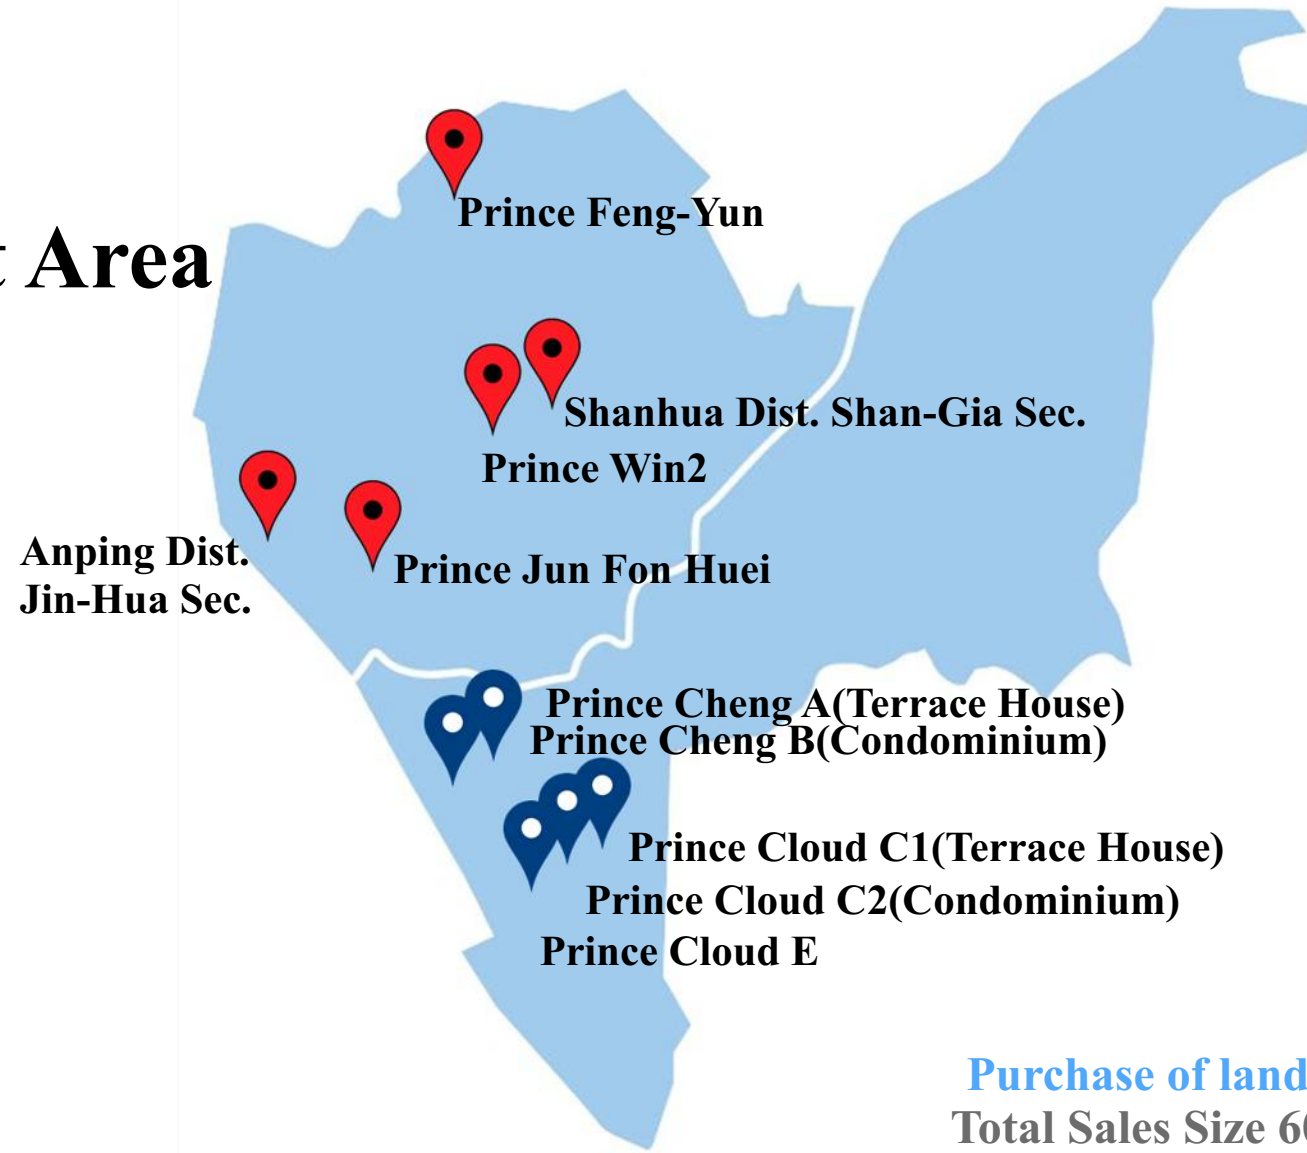 Prince Feng-Yun
t Area
Shanhua Dist. Shan-Gia Sec.
Prince Win2
Anping Dist.
Jin-Hua Sec.
Prince Jun Fon Huei
Prince Cheng A(Terrace House)
Prince Cheng B(Condominium)
Prince Cloud C1(Terrace House)
Prince Cloud C2(Condominium)
Prince Cloud E
Purchase of land
Total Sales Size 6